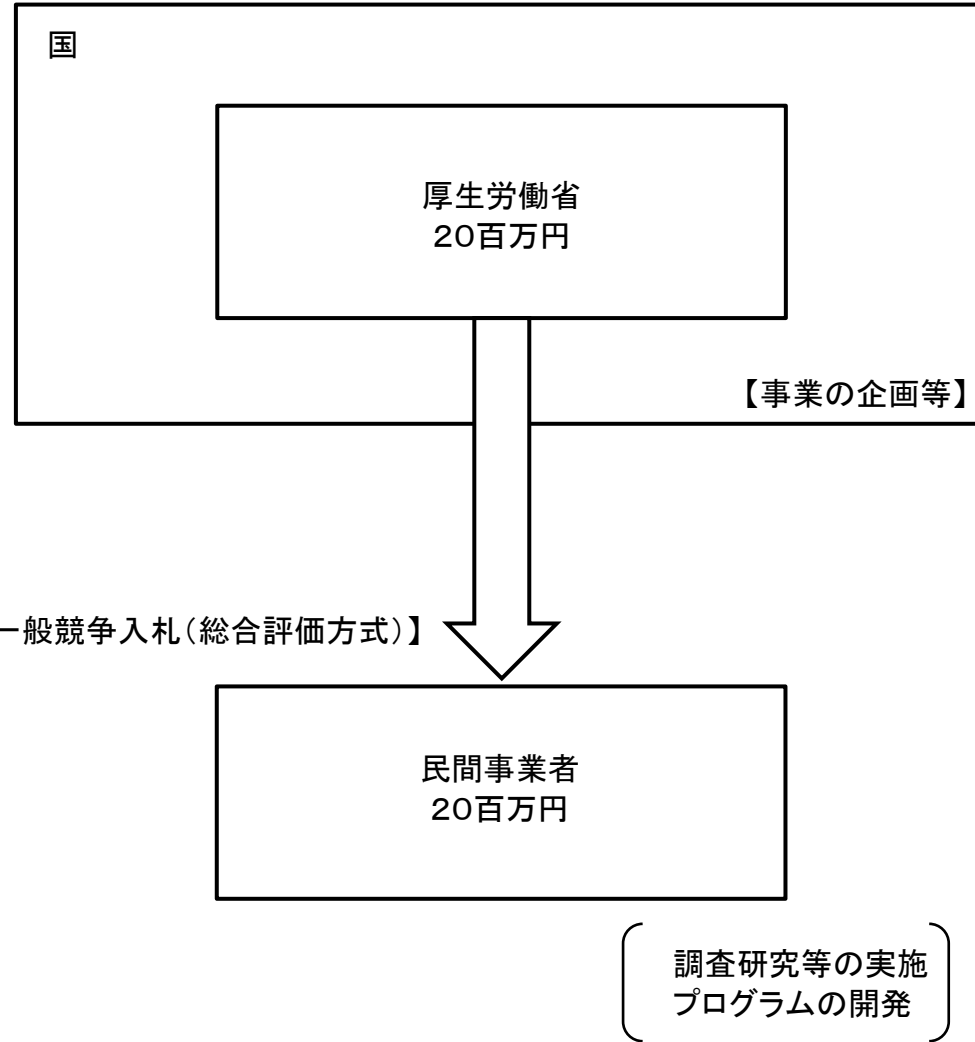 国
厚生労働省
20百万円
【事業の企画等】
一般競争入札（総合評価方式）】
民間事業者
20百万円
調査研究等の実施
プログラムの開発